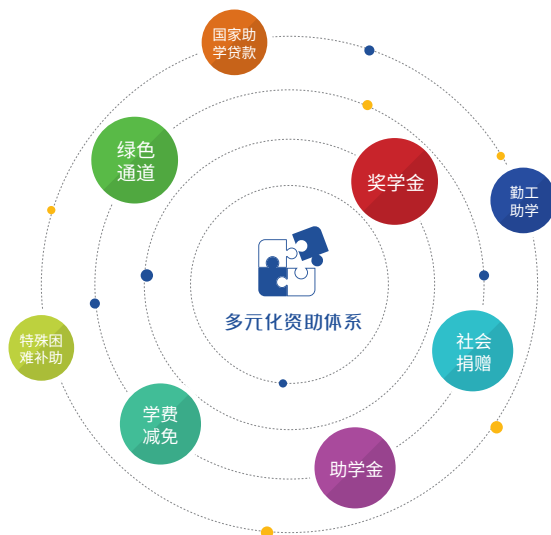 国家助
学贷款
绿色
通道
奖学金
勤工
助学
多元化资助体系
特殊困
难补助
社会
捐赠
学费
减免
助学金